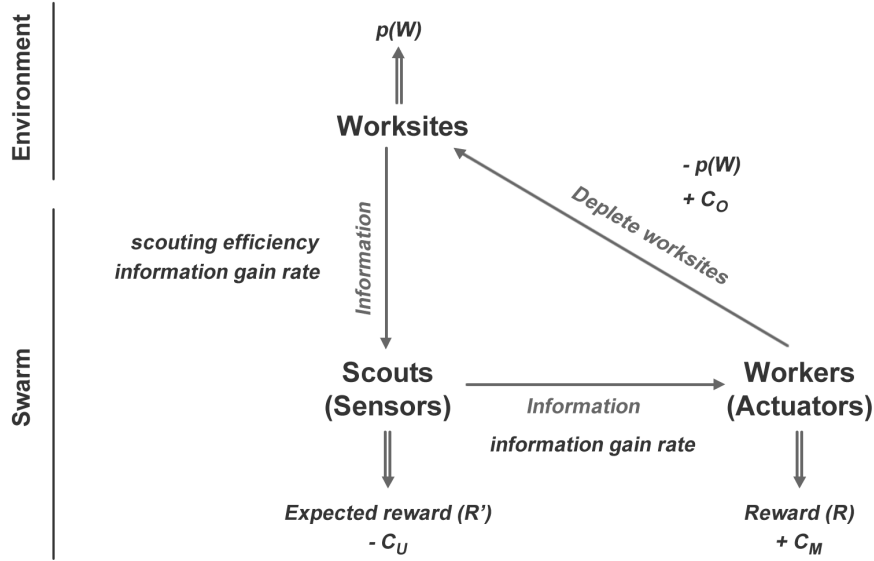 Environment
p(W)
Worksites
- p(W)
+ C_O
Deplete worksites
scouting efficiency
information gain rate
Information
Swarm
Scouts
(Sensors)
Information
information gain rate
Workers
(Actuators)
Expected reward (R’)
- C_U
Reward (R)
+ C_M